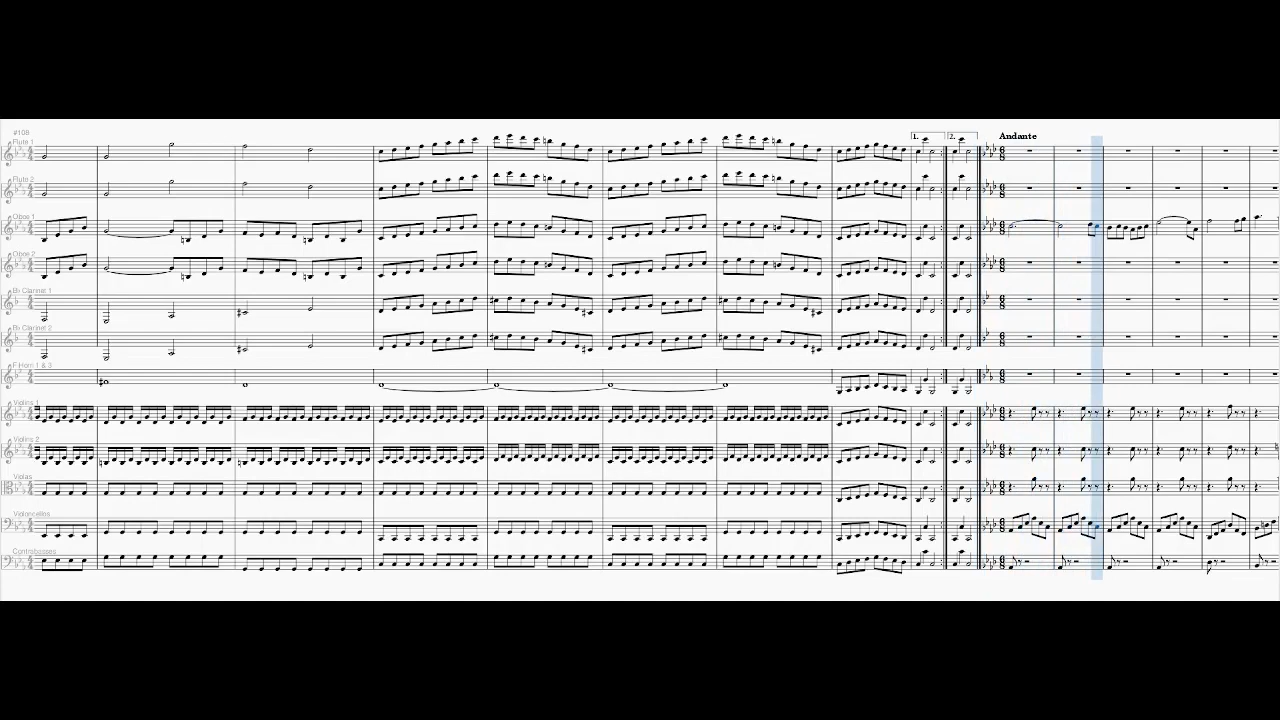 #108
1.
2.
Andante
Flute 1
Flute 2
Oboe 1
Oboe 2
B♭ Clarinet 1
B♭ Clarinet 2
F Horn 1 & 3
Violins 1
Violins 2
Violas
Violoncellos
Contrabasses